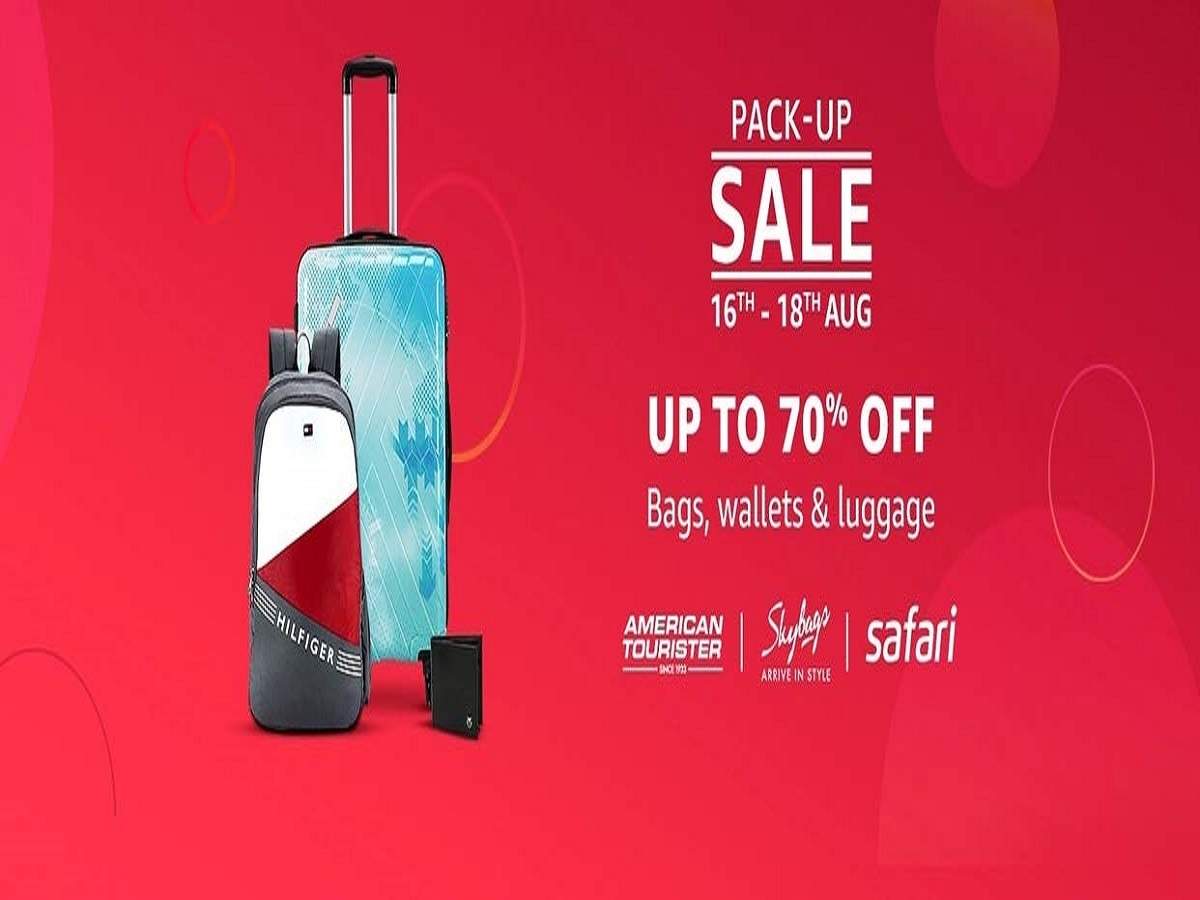 PACK-UP
SALE
16TH - 18TH AUG
UP TO 70% OFF
Bags, wallets & luggage
AMERICAN
TOURISTER
SINCE 1933
Skybags
ARRIVE IN STYLE
safari
HILFIGER